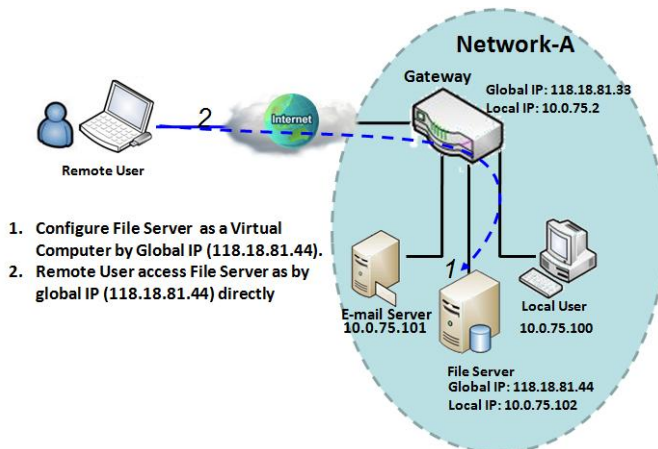 Network-A
Gateway
Global IP: 118.18.81.33
Local IP: 10.0.75.2
2
Internet
Remote User
1. Configure File Server as a Virtual
Computer by Global IP (118.18.81.44).
2. Remote User access File Server as by
global IP (118.18.81.44) directly
1
E-mail Server
10.0.75.101
Local User
10.0.75.100
File Server
Global IP: 118.18.81.44
Local IP: 10.0.75.102